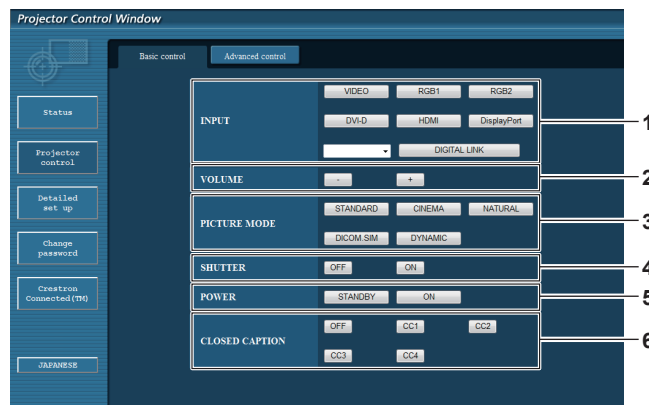 Projector Control Window
Basic control Advanced control
Status
Projector
control
Detailed
set up
Change
password
Crestron
Connected(TM)
JAPANESE
INPUT
VIDEO RGB1 RGB2
DVI-D HDMI DisplayPort
DIGITAL LINK
1
VOLUME - + 2
PICTURE MODE
STANDARD CINEMA NATURAL
DICOM.SIM DYNAMIC
3
SHUTTER OFF ON 4
POWER STANDBY ON 5
CLOSED CAPTION
OFF CC1 CC2
CC3 CC4
6